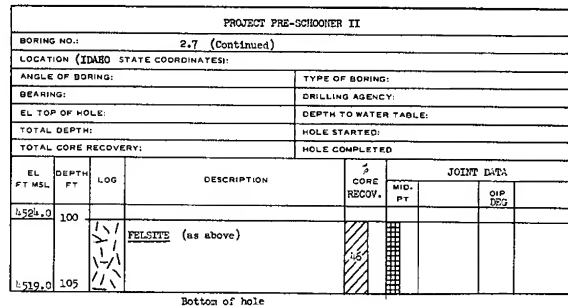 PROJECT PRE-SCHOONER II
BORING NO.: 2.7 (Continued)
LOCATION (IDAHO STATE COORDINATES):
ANGLE OF BORING: TYPE OF BORING:
BEARING: DRILLING AGENCY:
EL TOP OF HOLE: DEPTH TO WATER TABLE:
TOTAL DEPTH: HOLE STARTED:
TOTAL CORE RECOVERY: HOLE COMPLETED
EL FT MSL DEPTH FT LOG DESCRIPTION CORE RECOV. JOINT DATA
MID. PT DIP DEG
4524.0 100
FELSITE (as above)
46
4519.0 105
Bottom of hole